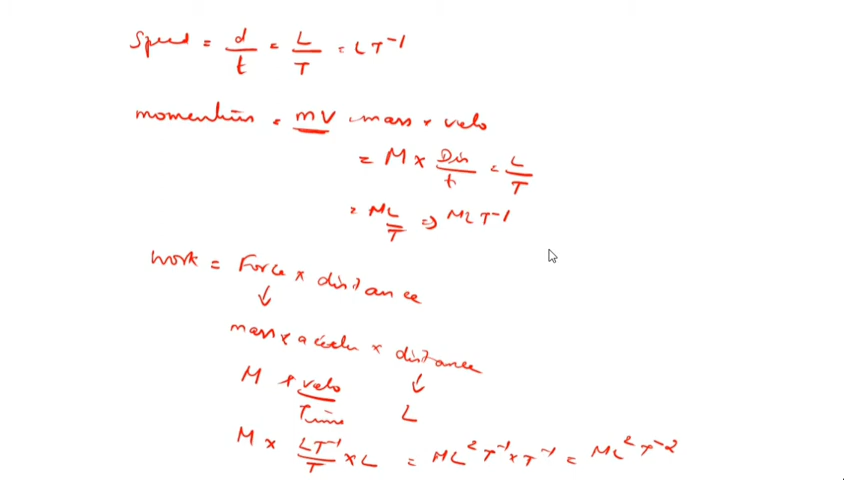 Speed = d/t = L/T = LT⁻¹
momentum = mV = mass × velo
= M × Dis/t = L/T
= ML/T ⇒ MLT⁻¹
Work = Force × distance
↓
mass × acceler × distance
M × velo/Time ↓ L
M × LT⁻¹/T × L = ML²T⁻¹ × T⁻¹ = ML²T⁻²